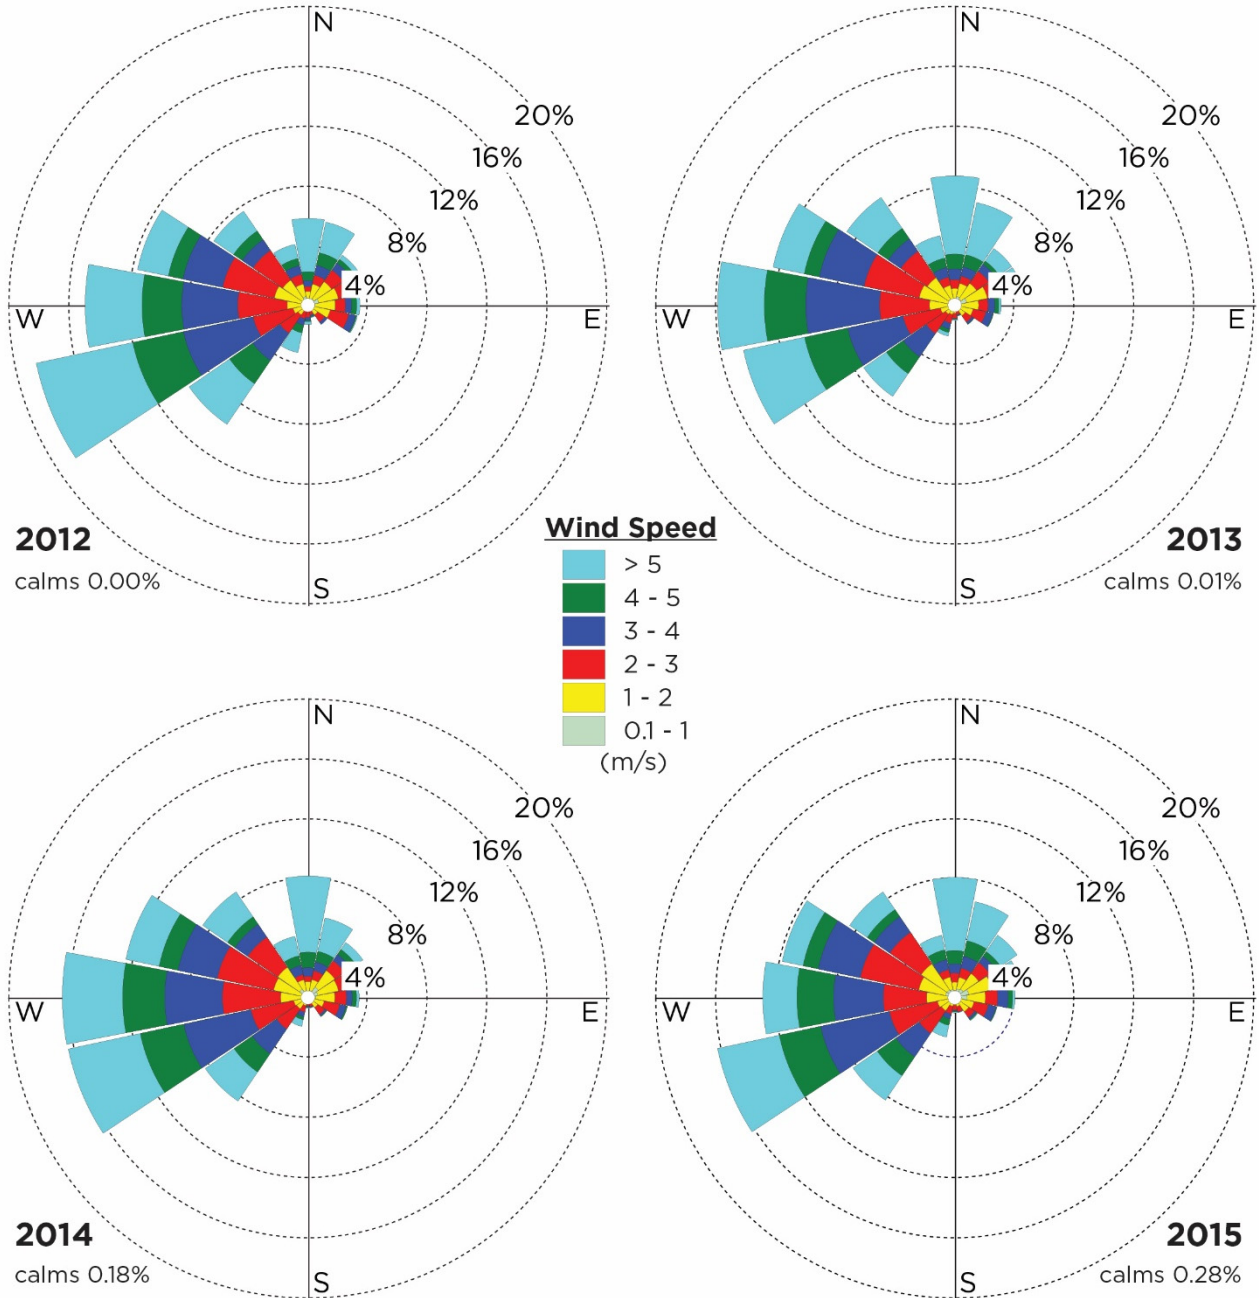 N
20%
16%
12%
8%
4%
W
E
S
2012
calms 0.00%
N
20%
16%
12%
8%
4%
W
E
S
2013
calms 0.01%
Wind Speed
> 5
4 - 5
3 - 4
2 - 3
1 - 2
0.1 - 1
(m/s)
N
20%
16%
12%
8%
4%
W
E
S
2014
calms 0.18%
N
20%
16%
12%
8%
4%
W
E
S
2015
calms 0.28%